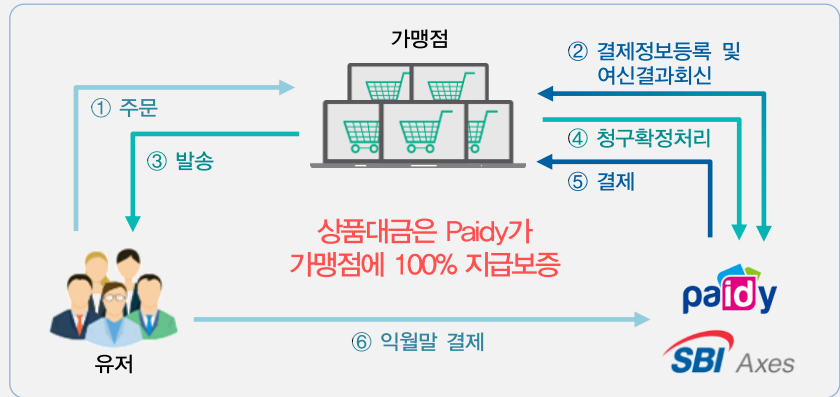 가맹점
② 결제정보등록 및
여신결과회신
① 주문
③ 발송
④ 청구확정처리
⑤ 결제
상품대금은 Paidy가
가맹점에 100% 지급보증
paidy
⑥ 익월말 결제
유저
SBI Axes